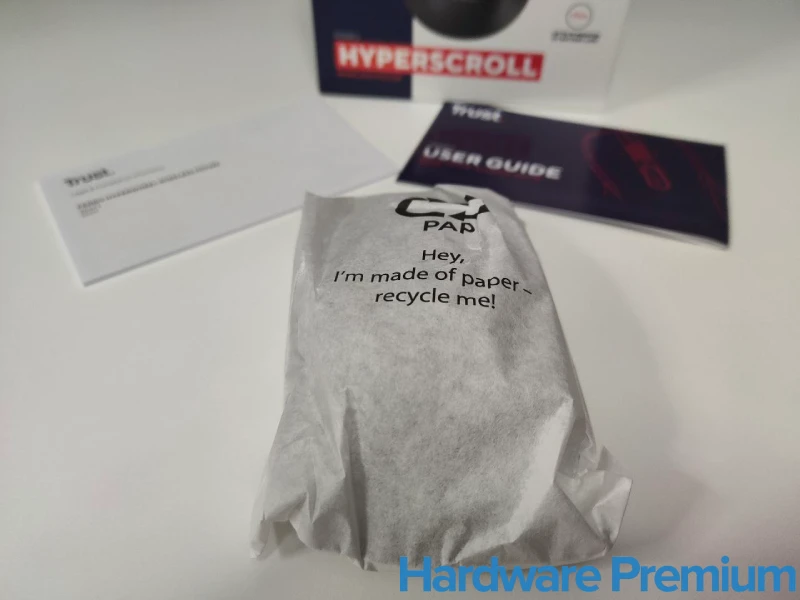 HYPERSCROLL
Trust
USER GUIDE
Trust
PAP
Hey,
I'm made of paper -
recycle me!
Hardware Premium